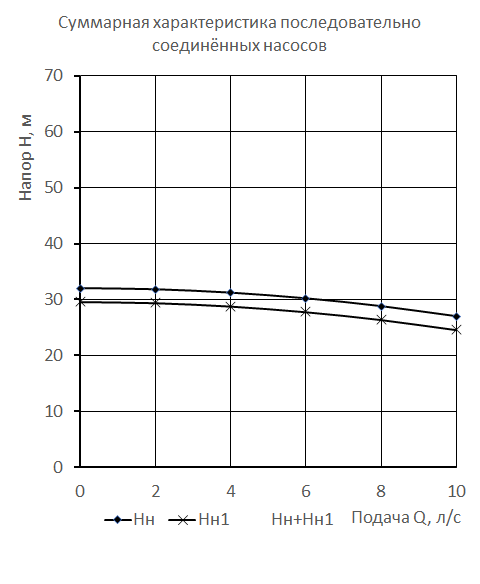 Суммарная характеристика последовательно
соединённых насосов
Напор Н, м
70
60
50
40
30
20
10
0
0 2 4 6 8 10
Нн Нн1 Нн+Нн1 Подача Q, л/с